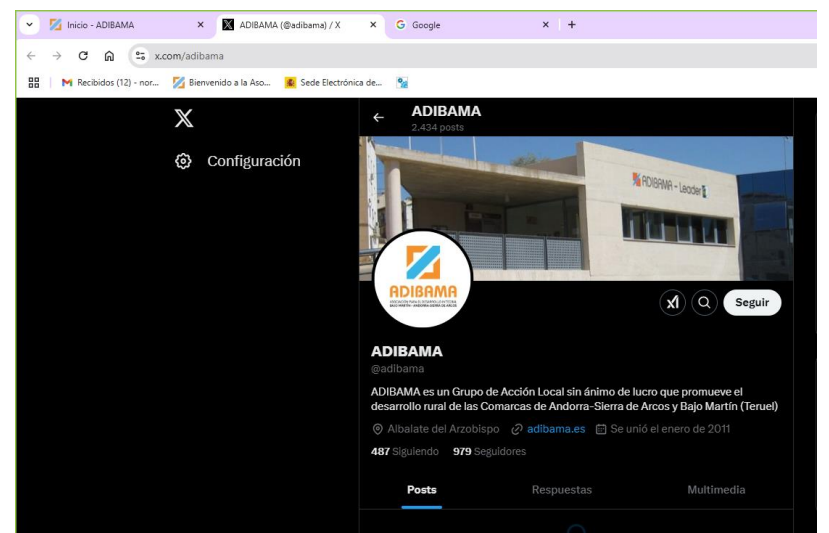 Inicio - ADIBAMA
ADIBAMA (@adibama) / X
Google
x.com/adibama
Recibidos (12) - nor...
Bienvenido a la Aso...
Sede Electrónica de...
ADIBAMA
2.434 posts
Configuración
ADIBAMA - Leader
ADIBAMA
Seguir
ADIBAMA
@adibama
ADIBAMA es un Grupo de Acción Local sin ánimo de lucro que promueve el
desarrollo rural de las Comarcas de Andorra-Sierra de Arcos y Bajo Martín (Teruel)
Albalate del Arzobispo adibama.es Se unió el enero de 2011
487 Siguiendo 979 Seguidores
Posts Respuestas Multimedia